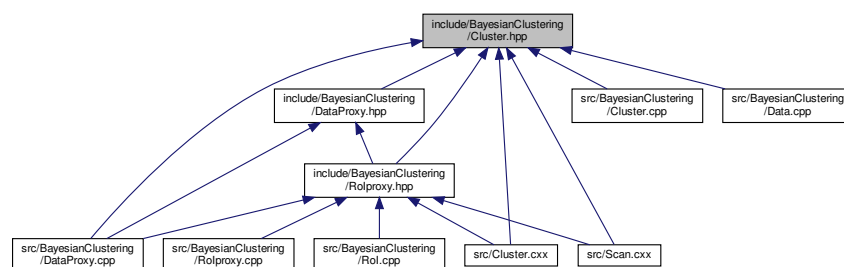 include/BayesianClustering
/Cluster.hpp
include/BayesianClustering
/DataProxy.hpp
src/BayesianClustering
/Cluster.cpp
src/BayesianClustering
/Data.cpp
include/BayesianClustering
/RoIproxy.hpp
src/BayesianClustering
/DataProxy.cpp
src/BayesianClustering
/RoIproxy.cpp
src/BayesianClustering
/RoI.cpp
src/Cluster.cxx
src/Scan.cxx